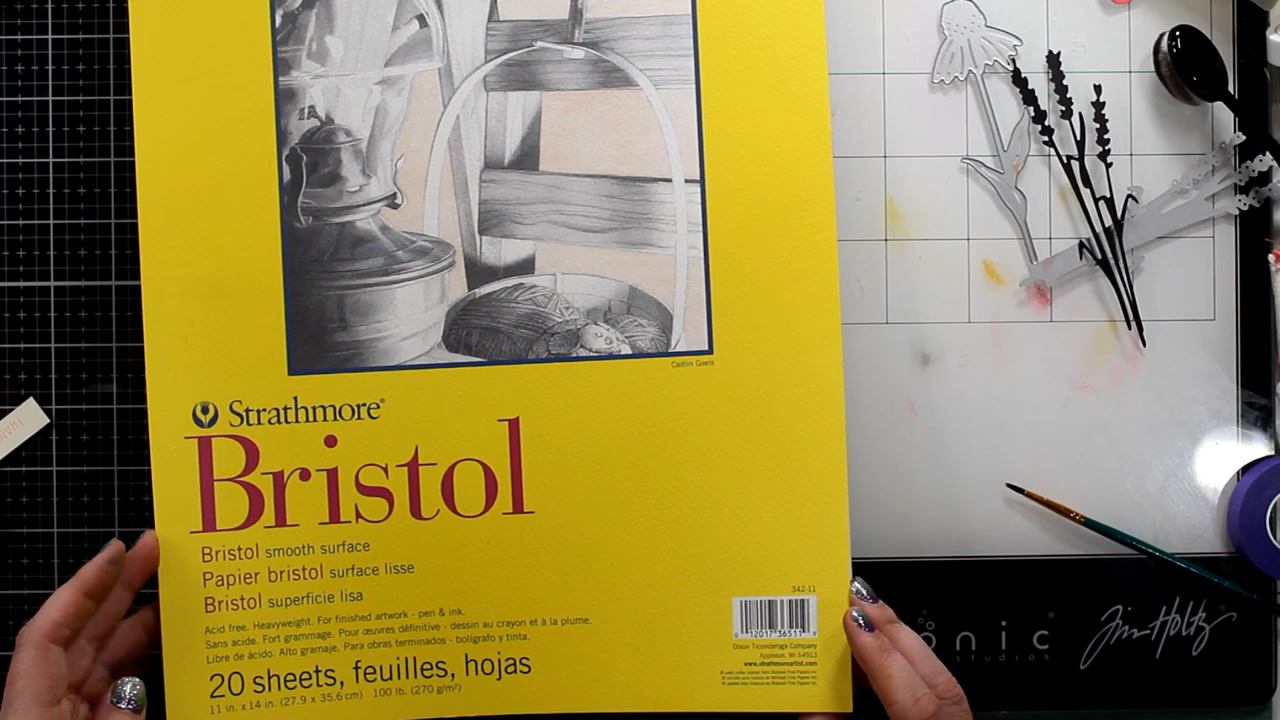 Caitlin Goels
Strathmore®
Bristol
Bristol smooth surface
Papier bristol surface lisse
Bristol superficie lisa
Acid free. Heavyweight. For finished artwork - pen & ink.
Sans acide. Fort grammage. Pour œuvres définitive - dessin au crayon et à la plume.
Libre de ácido. Alto gramaje. Para obras terminados - bolígrafo y tinta.
20 sheets, feuilles, hojas
11 in. x 14 in. (27.9 x 35.6 cm) 100 lb. (270 g/m²)
342-11
0 12017 36511
Dixon Ticonderoga Company
Appleton, WI 54913
www.strathmoreartist.com
onic
studios
Tim Holtz